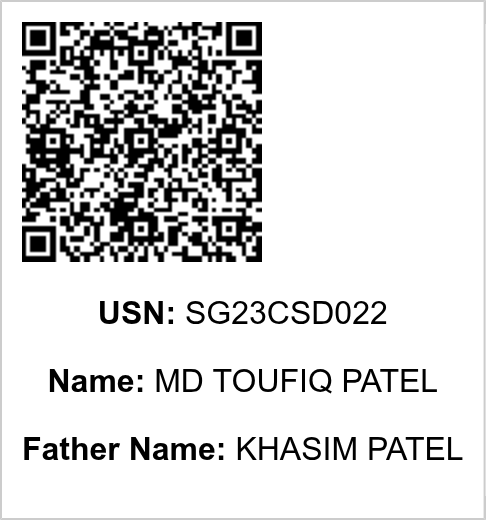 USN: SG23CSD022
Name: MD TOUFIQ PATEL
Father Name: KHASIM PATEL